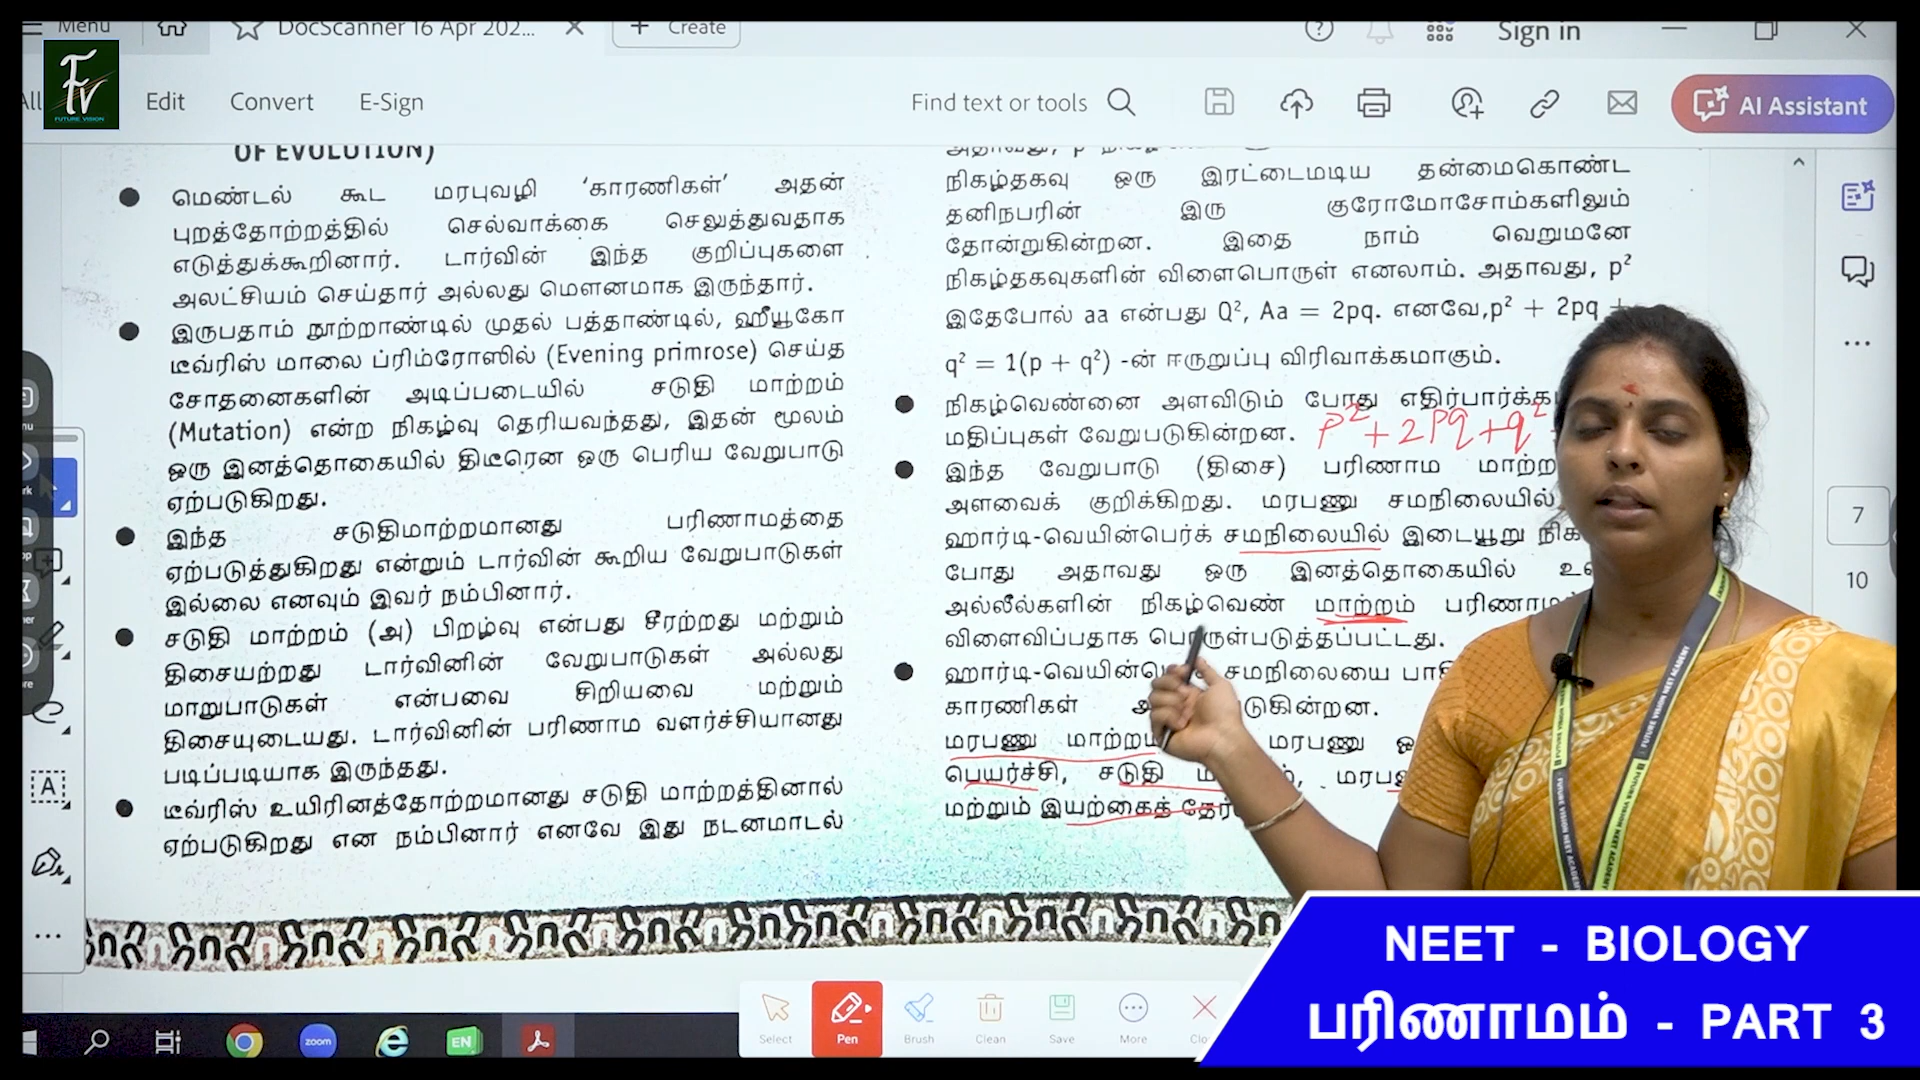 Menu
DocScanner 16 Apr 202...
Create
Sign in
All
Edit
Convert
E-Sign
Find text or tools
AI Assistant
FV
FUTURE VISION
OF EVOLUTION)
மெண்டல் கூட மரபுவழி ‘காரணிகள்’ அதன்
புறத்தோற்றத்தில் செல்வாக்கை செலுத்துவதாக
எடுத்துக்கூறினார். டார்வின் இந்த குறிப்புகளை
அலட்சியம் செய்தார் அல்லது மௌனமாக இருந்தார்.
இருபதாம் நூற்றாண்டில் முதல் பத்தாண்டில், ஹீயூகோ
டீவ்ரிஸ் மாலை ப்ரிம்ரோஸில் (Evening primrose) செய்த
சோதனைகளின் அடிப்படையில் சடுதி மாற்றம்
(Mutation) என்ற நிகழ்வு தெரியவந்தது, இதன் மூலம்
ஒரு இனத்தொகையில் திடீரென ஒரு பெரிய வேறுபாடு
ஏற்படுகிறது.
இந்த சடுதிமாற்றமானது பரிணாமத்தை
ஏற்படுத்துகிறது என்றும் டார்வின் கூறிய வேறுபாடுகள்
இல்லை எனவும் இவர் நம்பினார்.
சடுதி மாற்றம் (அ) பிறழ்வு என்பது சீரற்றது மற்றும்
திசையற்றது டார்வினின் வேறுபாடுகள் அல்லது
மாறுபாடுகள் என்பவை சிறியவை மற்றும்
திசையுடையது. டார்வினின் பரிணாம வளர்ச்சியானது
படிப்படியாக இருந்தது.
டீவ்ரிஸ் உயிரினத்தோற்றமானது சடுதி மாற்றத்தினால்
ஏற்படுகிறது என நம்பினார் எனவே இது நடனமாடல்
நிகழ்தகவு ஒரு இரட்டைமடிய தன்மைகொண்ட
தனிநபரின் இரு குரோமோசோம்களிலும்
தோன்றுகின்றன. இதை நாம் வெறுமனே
நிகழ்தகவுகளின் விளைபொருள் எனலாம். அதாவது, p²
இதேபோல் aa என்பது Q², Aa = 2pq. எனவே,p² + 2pq +
q² = 1(p + q²) -ன் ஈருறுப்பு விரிவாக்கமாகும்.
நிகழ்வெண்னை அளவிடும் போது
மதிப்புகள் வேறுபடுகின்றன. p² + 2pq + q²
இந்த வேறுபாடு (திசை) பரிணாம
அளவைக் குறிக்கிறது. மரபணு சமநிலையில்
ஹார்டி-வெயின்பெர்க் சமநிலையில் இடையூறு
போது அதாவது ஒரு இனத்தொகையில்
அல்லீல்களின் நிகழ்வெண் மாற்றம்
விளைவிப்பதாக பொருள்படுத்தப்பட்டது.
சமநிலையை
காரணிகள்
மரபணு மரபணு
பெயர்ச்சி, சடுதி
மற்றும் இயற்கைத்
7
10
Select
Pen
Brush
Clean
Save
More
zoom
EN
FUTURE VISION NEET ACADEMY
NEET - BIOLOGY
பரிணாமம் - PART 3